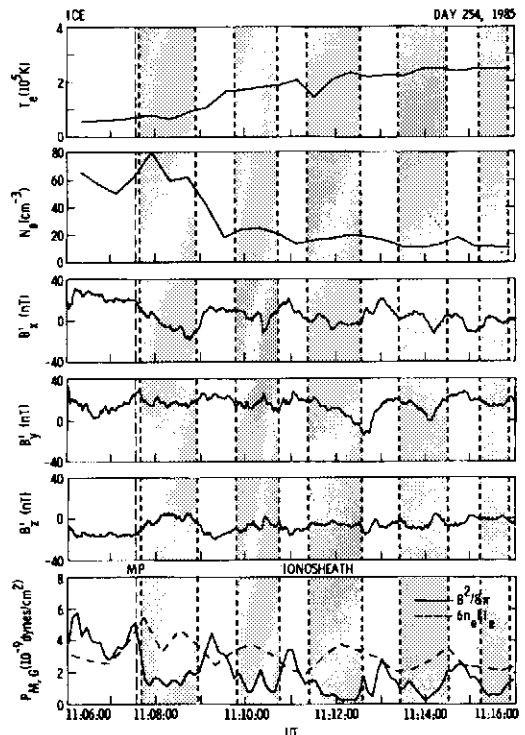 ICE DAY 254, 1985
T_e (10^5 K)
4
2
0
N_e (cm^-3)
80
60
40
20
0
B'_x (nT)
40
0
-40
B'_y (nT)
40
0
-40
B'_z (nT)
40
0
-40
MP IONOSHEATH
P_M, G (10^-9 dynes/cm^2)
8
6
4
2
0
B^2/8π
11:06:00 11:08:00 11:10:00 11:12:00 11:14:00 11:16:00
UT